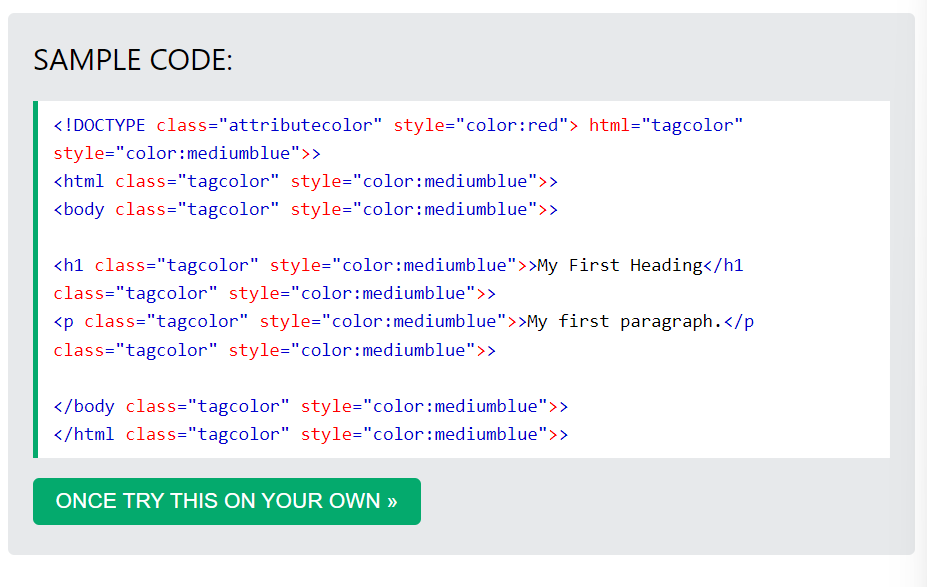 SAMPLE CODE:
<!DOCTYPE class="attributecolor" style="color:red"> html="tagcolor"
style="color:mediumblue">>
<html class="tagcolor" style="color:mediumblue">>
<body class="tagcolor" style="color:mediumblue">>
<h1 class="tagcolor" style="color:mediumblue">>My First Heading</h1
class="tagcolor" style="color:mediumblue">>
<p class="tagcolor" style="color:mediumblue">>My first paragraph.</p
class="tagcolor" style="color:mediumblue">>
</body class="tagcolor" style="color:mediumblue">>
</html class="tagcolor" style="color:mediumblue">>
ONCE TRY THIS ON YOUR OWN »